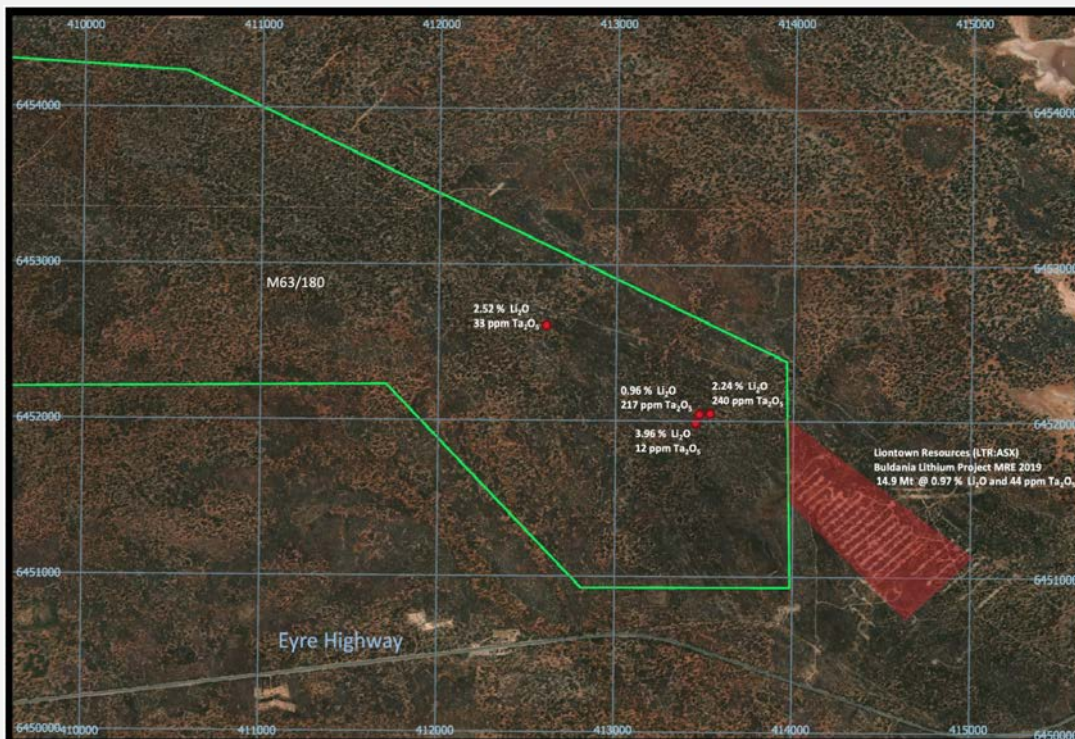 410000 411000 412000 413000 414000 415000
6454000 6454000
6453000 6453000
M63/180
2.52 % Li₂O
33 ppm Ta₂O₅
0.96 % Li₂O
217 ppm Ta₂O₅
2.24 % Li₂O
240 ppm Ta₂O₅
6452000 6452000
3.96 % Li₂O
12 ppm Ta₂O₅
Liontown Resources (LTR:ASX)
Buldania Lithium Project MRE 2019
14.9 Mt @ 0.97 % Li₂O and 44 ppm Ta₂O₅
6451000 6451000
Eyre Highway
6450000 6450000
410000 411000 412000 413000 414000 415000